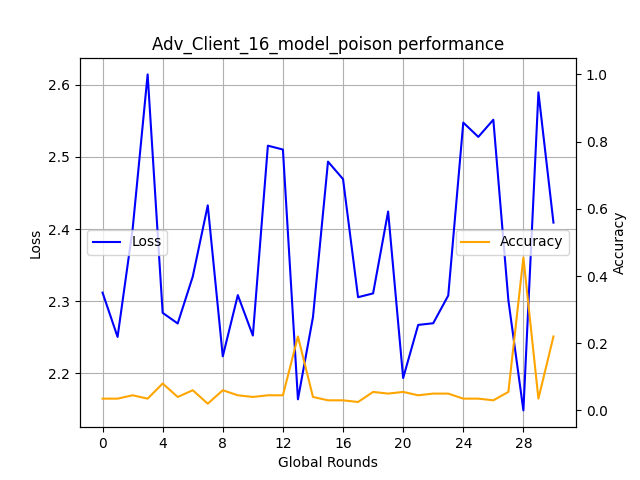 Adv_Client_16_model_poison performance
Loss
2.6
2.5
2.4
2.3
2.2
Loss
Accuracy
1.0
0.8
0.6
0.4
0.2
0.0
Accuracy
0 4 8 12 16 20 24 28
Global Rounds